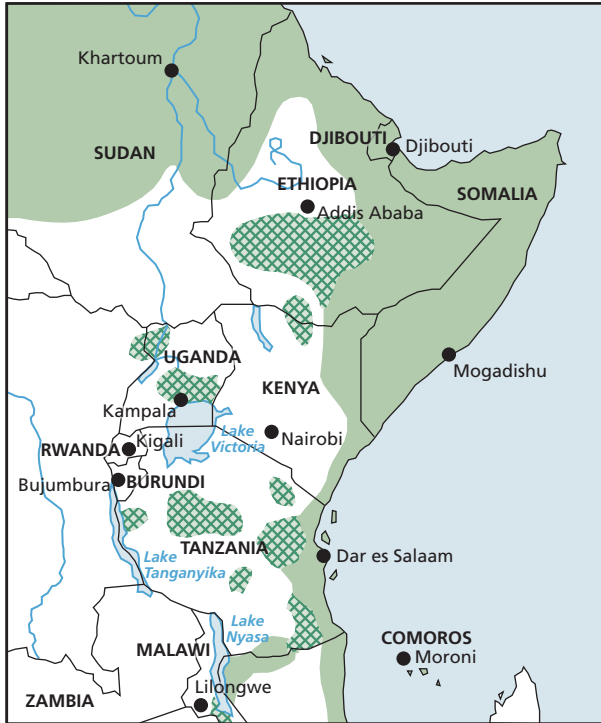 Khartoum
DJIBOUTI
Djibouti
SUDAN
ETHIOPIA
SOMALIA
Addis Ababa
UGANDA
Mogadishu
KENYA
Kampala
Lake
Victoria
Nairobi
RWANDA
Kigali
Bujumbura
BURUNDI
TANZANIA
Lake
Tanganyika
Dar es Salaam
Lake
Nyasa
MALAWI
COMOROS
Moroni
ZAMBIA
Lilongwe